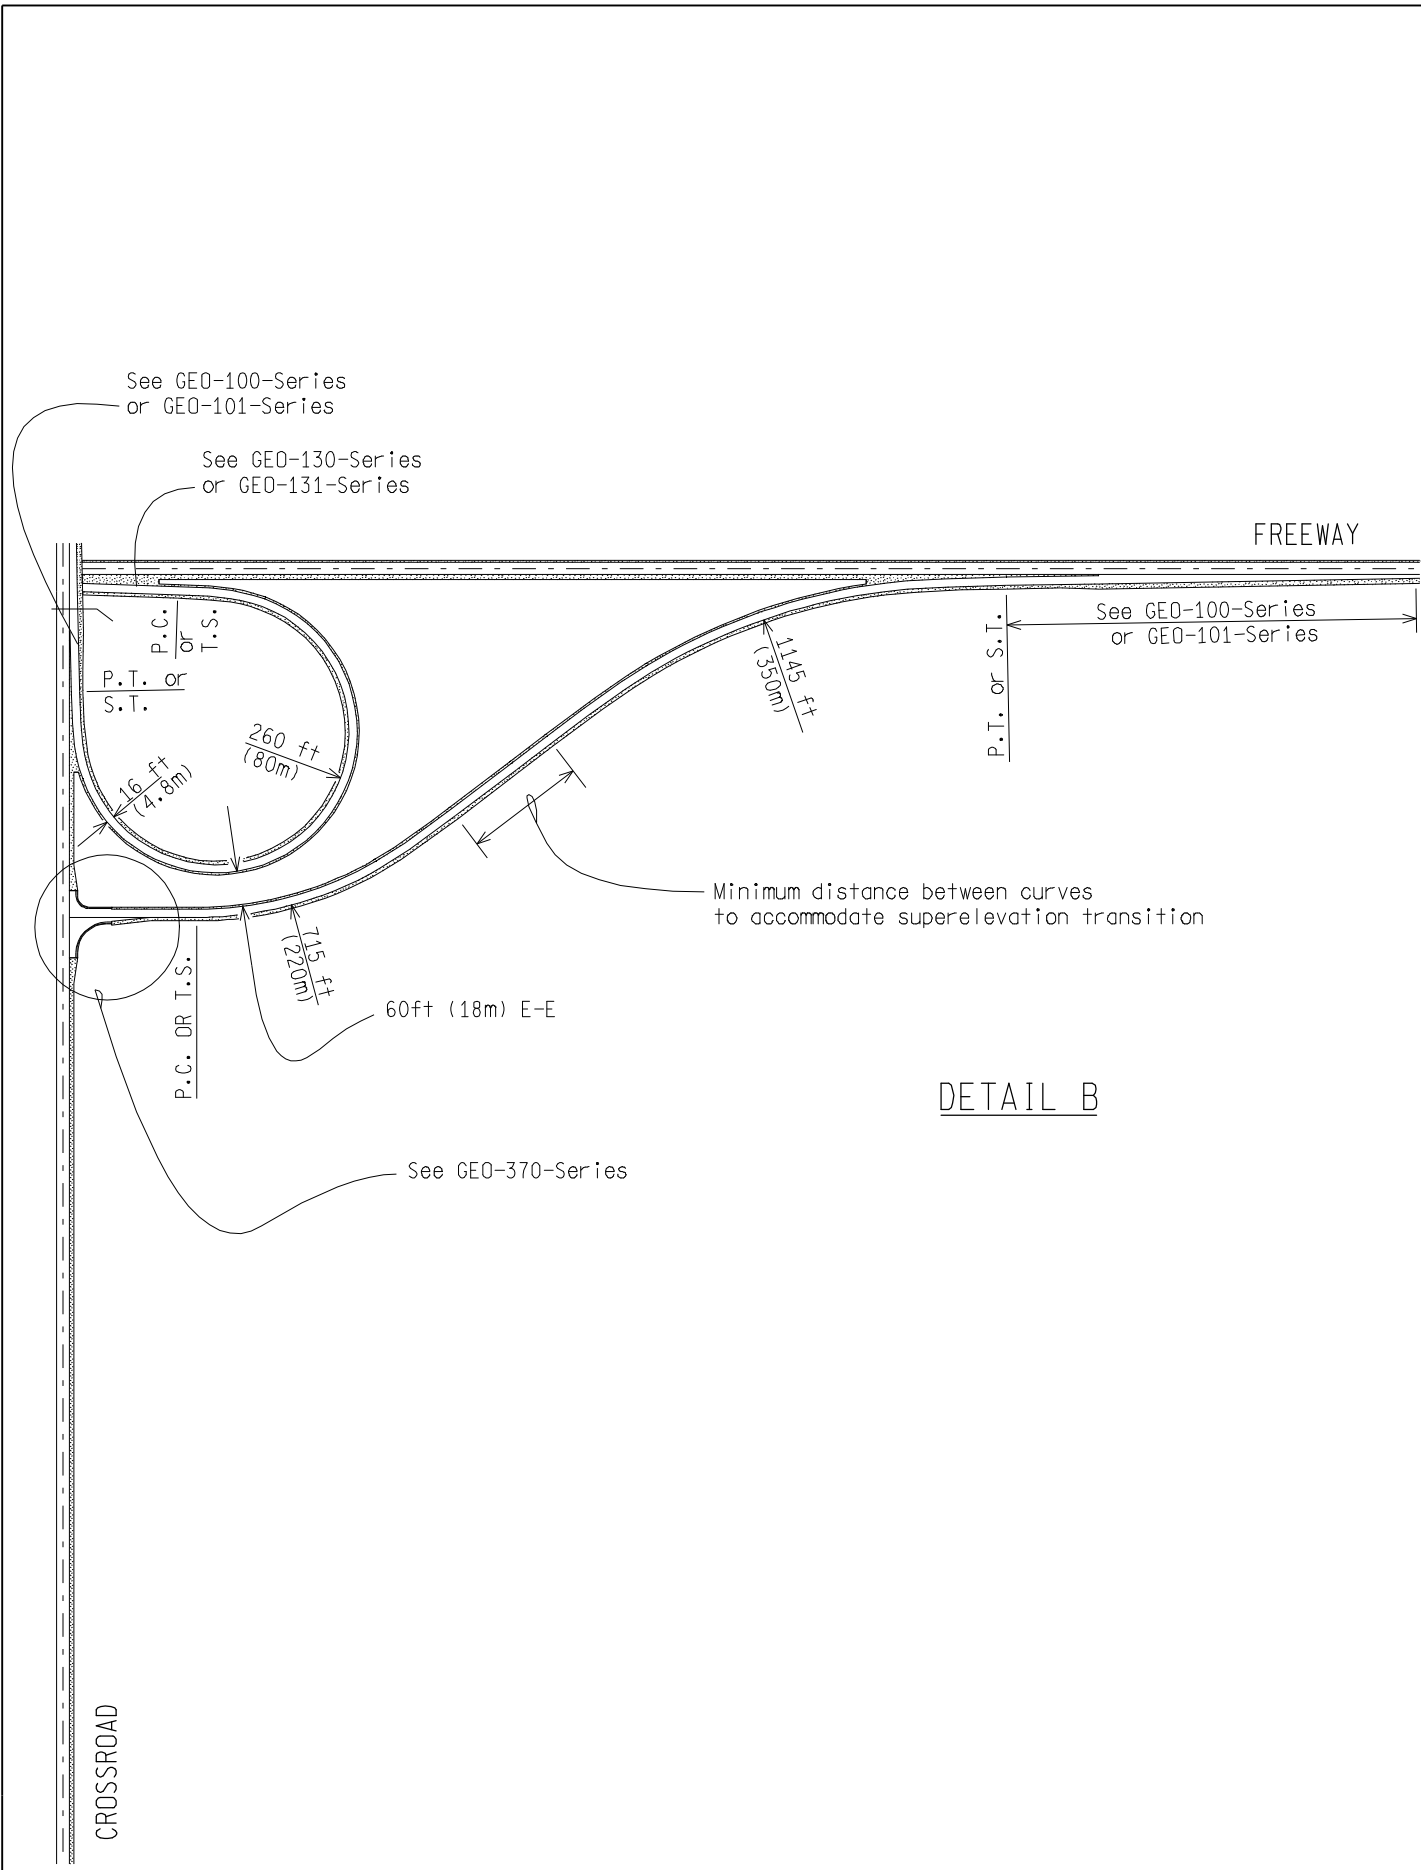 See GEO-100-Series
or GEO-101-Series
See GEO-130-Series
or GEO-131-Series
FREEWAY
P.C.
or
T.S.
P.T. or
S.T.
See GEO-100-Series
or GEO-101-Series
P.T. or S.T.
1145 ft
(350m)
260 ft
(80m)
16 ft
(4.8m)
Minimum distance between curves
to accommodate superelevation transition
715 ft
(220m)
60ft (18m) E-E
P.C. OR T.S.
DETAIL B
See GEO-370-Series
CROSSROAD